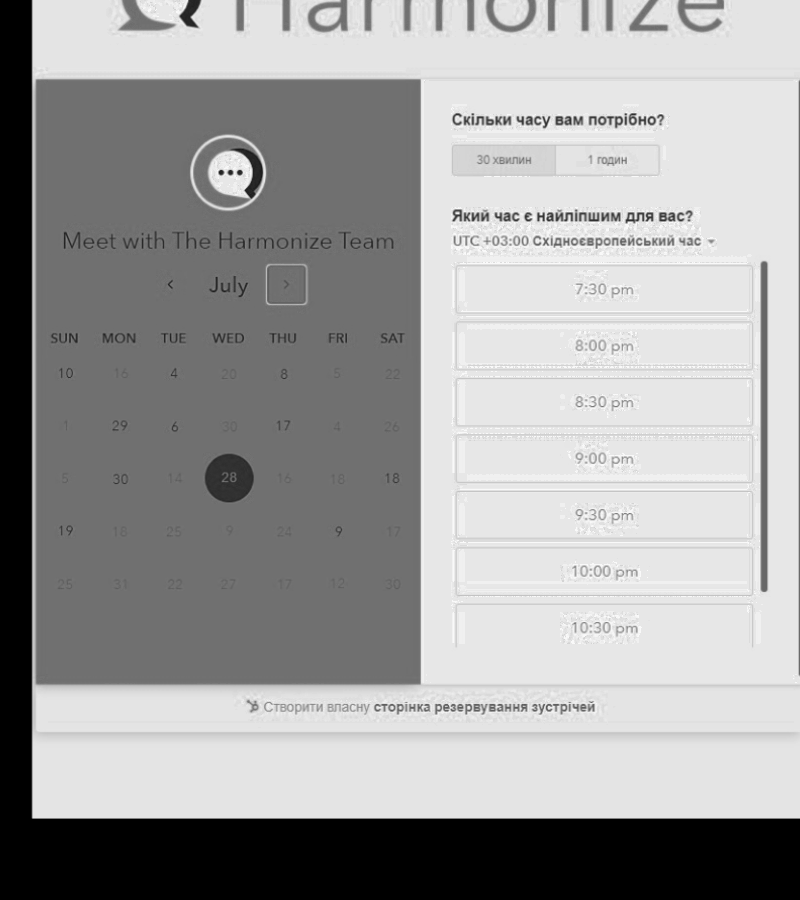 Harmonize
Meet with The Harmonize Team
July
SUN MON TUE WED THU FRI SAT
10 16 4 20 8 5 22
1 29 6 30 17 4 26
5 30 14 28 16 18 18
19 18 25 9 24 9 17
25 31 22 27 17 12 30
Скільки часу вам потрібно?
30 хвилин 1 годин
Який час є найліпшим для вас?
UTC +03:00 Східноєвропейський час
7:30 pm
8:00 pm
8:30 pm
9:00 pm
9:30 pm
10:00 pm
10:30 pm
Створити власну сторінка резервування зустрічей